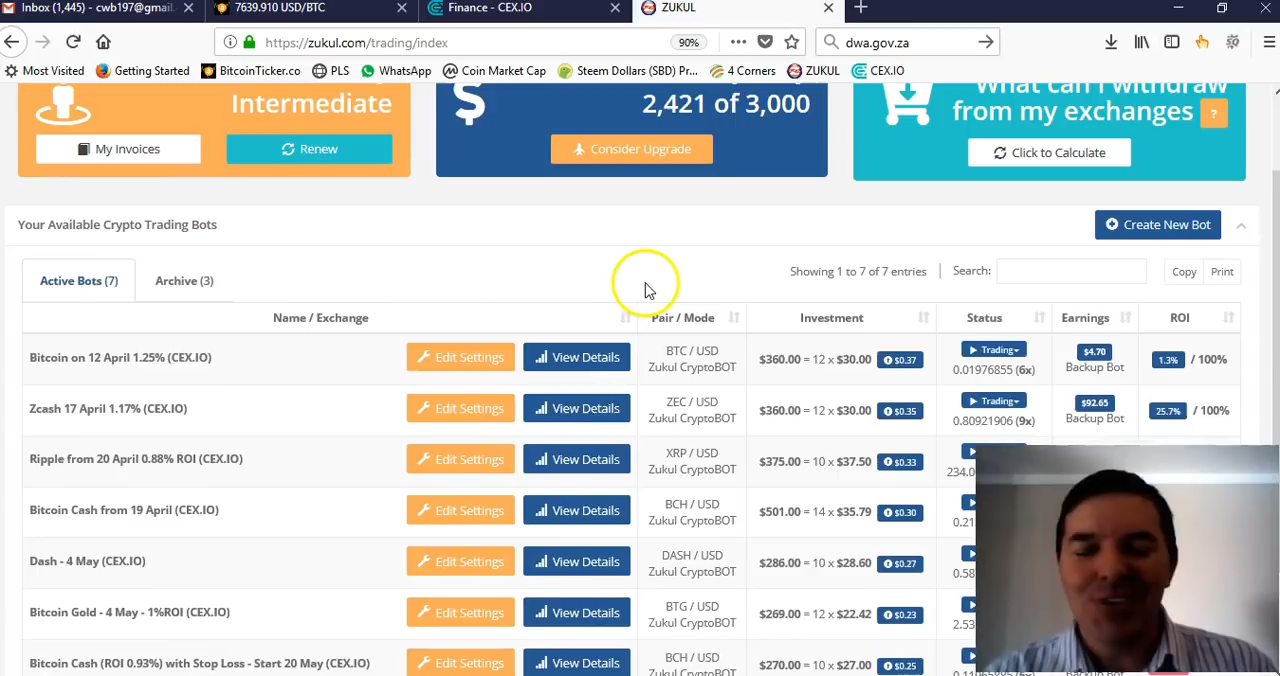 Inbox (1,445) - cwb197@gmail.
7639.910 USD/BTC
Finance - CEX.IO
ZUKUL
https://zukul.com/trading/index
90%
dwa.gov.za
Most Visited
Getting Started
BitcoinTicker.co
PLS
WhatsApp
Coin Market Cap
Steem Dollars (SBD) Pr...
4 Corners
ZUKUL
CEX.IO
Intermediate
My Invoices
Renew
2,421 of 3,000
Consider Upgrade
What can I withdraw
from my exchanges ?
Click to Calculate
Your Available Crypto Trading Bots
Create New Bot
Active Bots (7)
Archive (3)
Showing 1 to 7 of 7 entries
Search:
Copy
Print
Name / Exchange
Pair / Mode
Investment
Status
Earnings
ROI
Bitcoin on 12 April 1.25% (CEX.IO)
Edit Settings
View Details
BTC / USD
Zukul CryptoBOT
$360.00 = 12 x $30.00 $0.37
Trading
0.01976855 (6x)
$4.70
Backup Bot
1.3% / 100%
Zcash 17 April 1.17% (CEX.IO)
Edit Settings
View Details
ZEC / USD
Zukul CryptoBOT
$360.00 = 12 x $30.00 $0.35
Trading
0.80921906 (9x)
$92.65
Backup Bot
25.7% / 100%
Ripple from 20 April 0.88% ROI (CEX.IO)
Edit Settings
View Details
XRP / USD
Zukul CryptoBOT
$375.00 = 10 x $37.50 $0.33
234.0
Bitcoin Cash from 19 April (CEX.IO)
Edit Settings
View Details
BCH / USD
Zukul CryptoBOT
$501.00 = 14 x $35.79 $0.30
0.21
Dash - 4 May (CEX.IO)
Edit Settings
View Details
DASH / USD
Zukul CryptoBOT
$286.00 = 10 x $28.60 $0.27
0.58
Bitcoin Gold - 4 May - 1%ROI (CEX.IO)
Edit Settings
View Details
BTG / USD
Zukul CryptoBOT
$269.00 = 12 x $22.42 $0.23
2.53
Bitcoin Cash (ROI 0.93%) with Stop Loss - Start 20 May (CEX.IO)
Edit Settings
View Details
BCH / USD
Zukul CryptoBOT
$270.00 = 10 x $27.00 $0.25